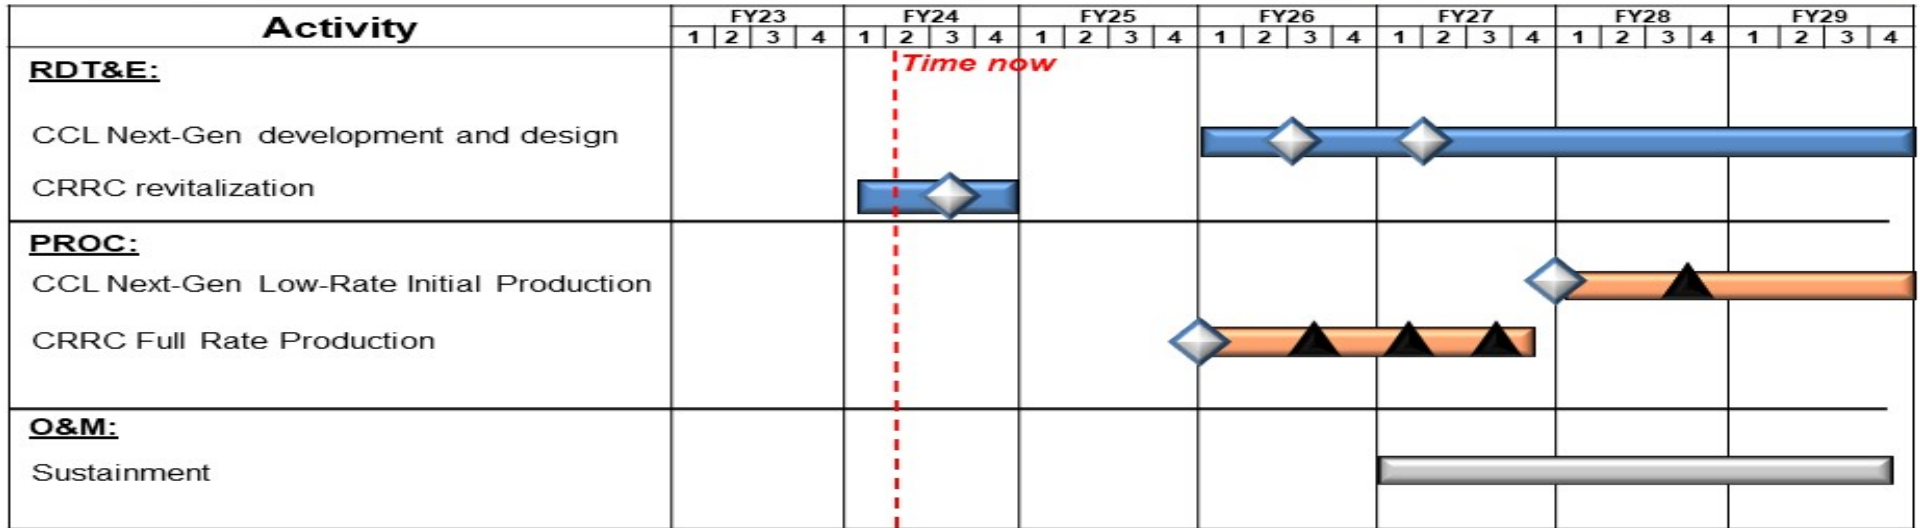 Activity FY23 FY24 FY25 FY26 FY27 FY28 FY29
1 2 3 4 1 2 3 4 1 2 3 4 1 2 3 4 1 2 3 4 1 2 3 4 1 2 3 4
RDT&E:
Time now
CCL Next-Gen development and design
CRRC revitalization
PROC:
CCL Next-Gen Low-Rate Initial Production
CRRC Full Rate Production
O&M:
Sustainment